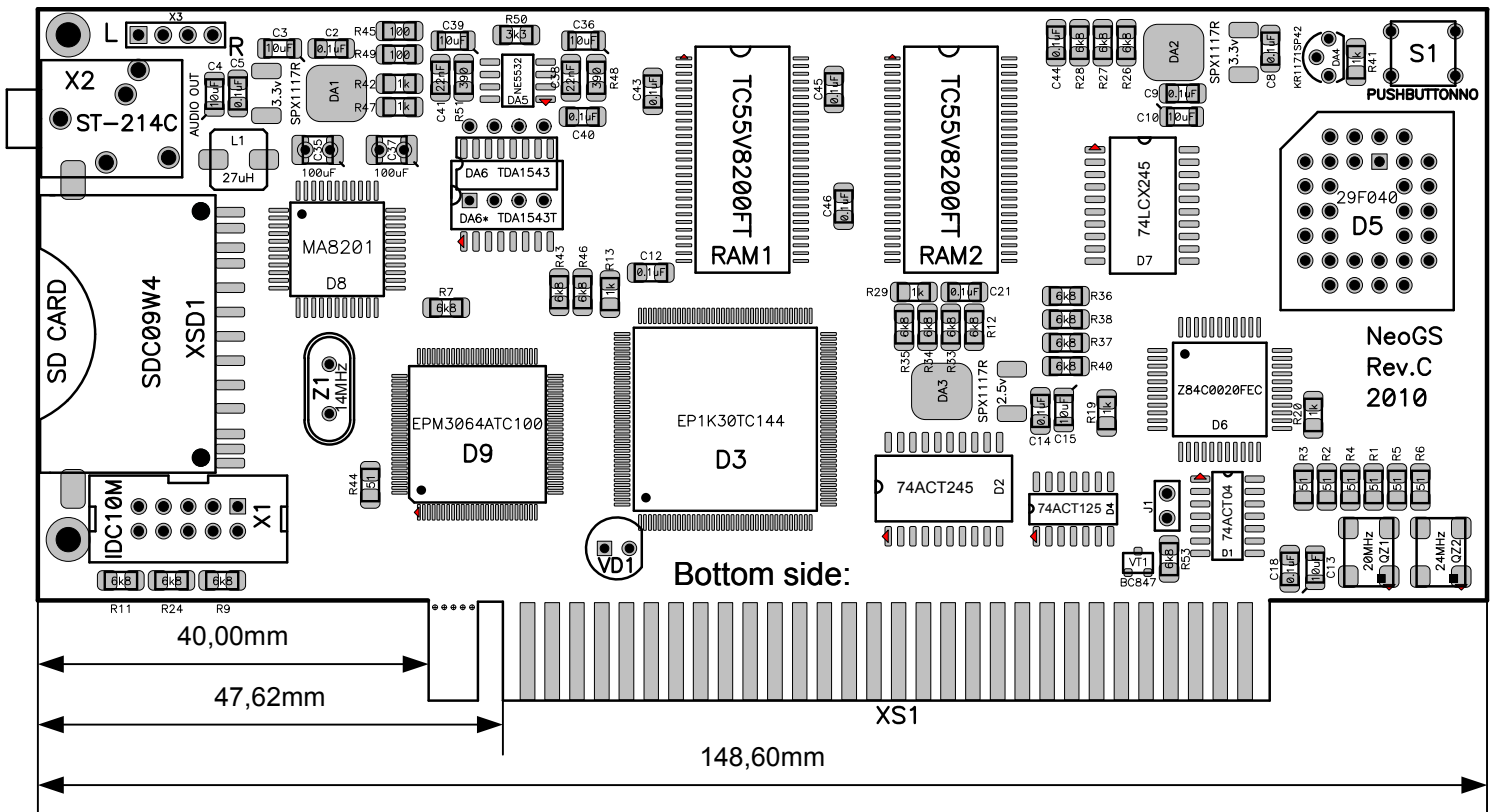 L
X3
R
C3
10uF
C2
0.1uF
R45
100
R49
100
R42
1k
R47
1k
C39
10uF
R50
3k3
C36
10uF
NE5532
DA5
C41
22nF
R51
390
C38
22nF
R48
390
0.1uF
C40
X2
ST-214C
AUDIO OUT
C4
10uF
C5
0.1uF
3.3v
SPX1117R
DA1
L1
27uH
C35
100uF
C37
100uF
DA6 TDA1543
DA6* TDA1543T
C43
0.1uF
TC55V8200FT
RAM1
C45
0.1uF
C46
0.1uF
TC55V8200FT
RAM2
C44
0.1uF
R28
6k8
R27
6k8
R26
6k8
DA2
SPX1117R
3.3v
C8
0.1uF
C9
0.1uF
C10
10uF
KR1171SP42
DA4
R41
1k
S1
PUSHBUTTONNO
74LCX245
D7
29F040
D5
SD CARD
SDC09W4
XSD1
MA8201
D8
R7
6k8
R43
6k8
R46
6k8
R13
1k
C12
0.1uF
R29
1k
0.1uF
C21
6k8
R35
6k8
R34
6k8
R33
6k8
R12
6k8
R36
6k8
R38
6k8
R37
6k8
R40
DA3
SPX1117R
2.5v
0.1uF
C14
10uF
C15
R19
1k
Z84C0020FEC
D6
R20
1k
NeoGS
Rev.C
2010
Z1
14MHz
EPM3064ATC100
D9
R44
51
EP1K30TC144
D3
74ACT245
D2
74ACT125
D4
J1
74ACT04
D1
R3
51
R2
51
R4
51
R1
51
R5
51
R6
51
20MHz
QZ1
24MHz
QZ2
IDC10M
X1
VD1
VT1
BC847
6k8
R53
C18
0.1uF
10uF
C13
6k8
R11
6k8
R24
6k8
R9
Bottom side:
40,00mm
47,62mm
XS1
148,60mm